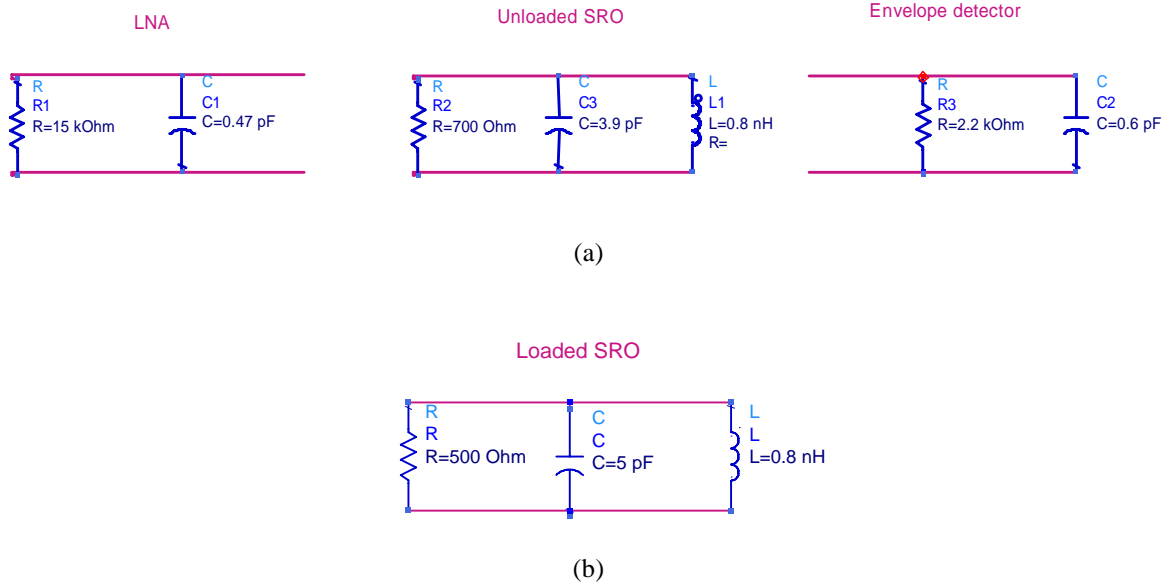 LNA
Unloaded SRO
Envelope detector
R
R1
R=15 kOhm
C
C1
C=0.47 pF
R
R2
R=700 Ohm
C
C3
C=3.9 pF
L
L1
L=0.8 nH
R=
R
R3
R=2.2 kOhm
C
C2
C=0.6 pF
(a)
Loaded SRO
R
R
R=500 Ohm
C
C
C=5 pF
L
L
L=0.8 nH
(b)